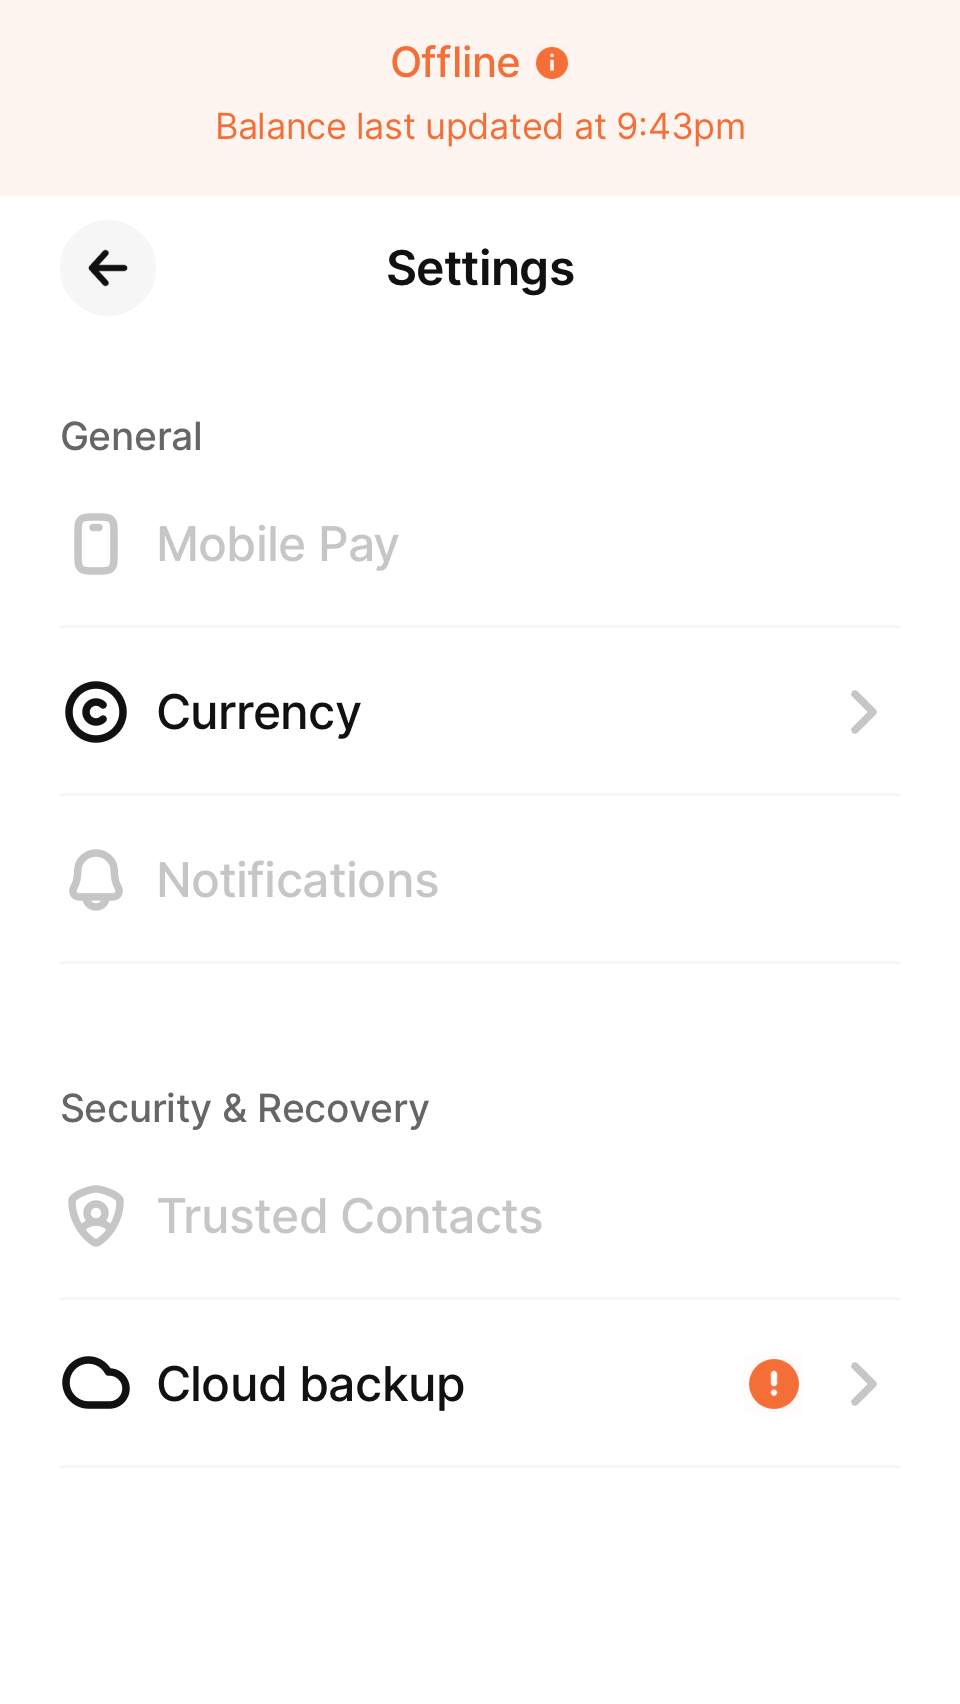 Offline
Balance last updated at 9:43pm
Settings
General
Mobile Pay
Currency
Notifications
Security & Recovery
Trusted Contacts
Cloud backup